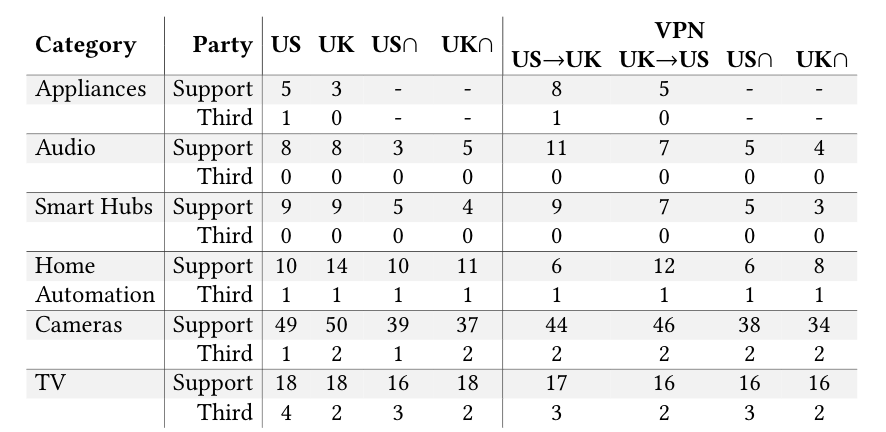 VPN
Category Party US UK US∩ UK∩ US→UK UK→US US∩ UK∩
Appliances Support 5 3 - - 8 5 - -
Third 1 0 - - 1 0 - -
Audio Support 8 8 3 5 11 7 5 4
Third 0 0 0 0 0 0 0 0
Smart Hubs Support 9 9 5 4 9 7 5 3
Third 0 0 0 0 0 0 0 0
Home Support 10 14 10 11 6 12 6 8
Automation Third 1 1 1 1 1 1 1 1
Cameras Support 49 50 39 37 44 46 38 34
Third 1 2 1 2 2 2 2 2
TV Support 18 18 16 18 17 16 16 16
Third 4 2 3 2 3 2 3 2